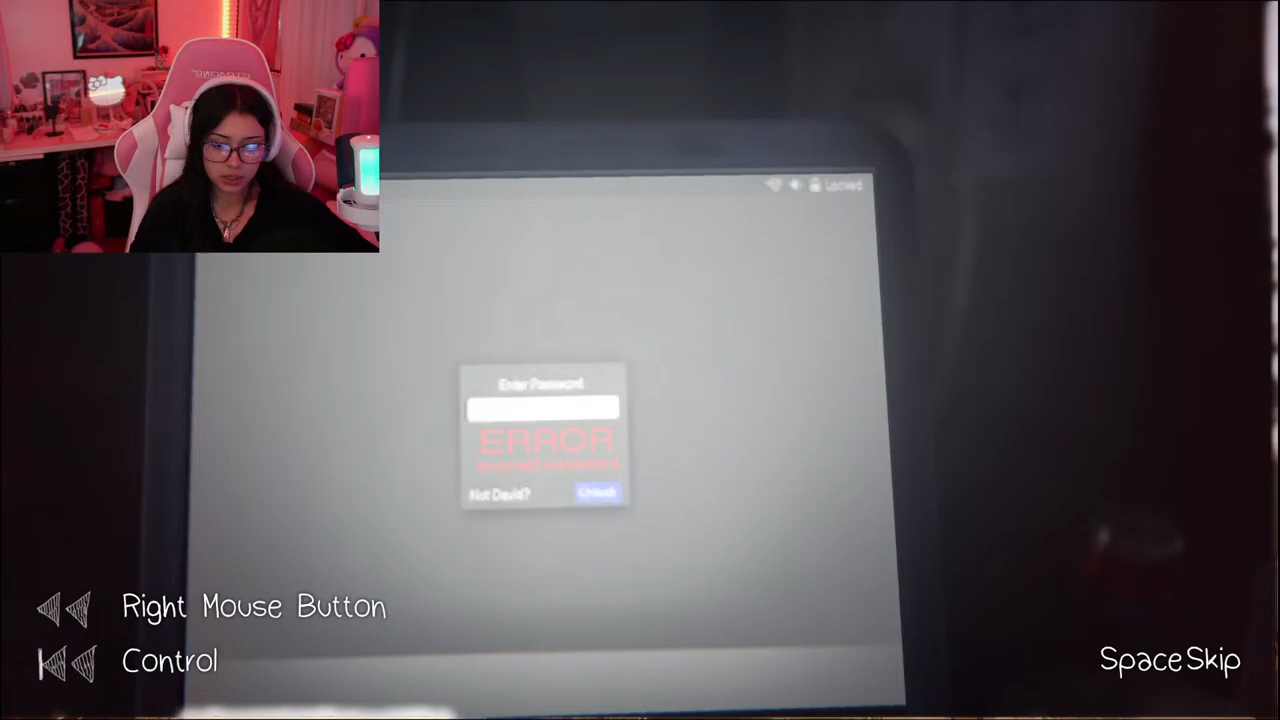 Locked
Enter Password
ERROR
Not David?
Unlock
Right Mouse Button
Control
Space Skip